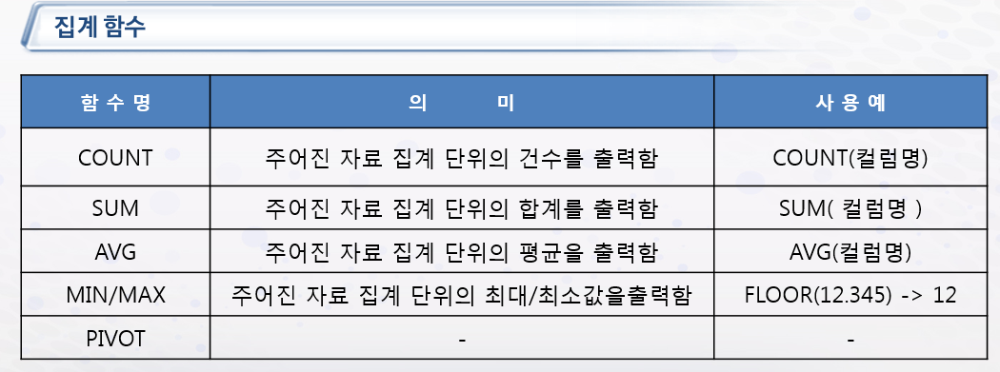 집계 함수
함 수 명 의 미 사 용 예
COUNT 주어진 자료 집계 단위의 건수를 출력함 COUNT(컬럼명)
SUM 주어진 자료 집계 단위의 합계를 출력함 SUM( 컬럼명 )
AVG 주어진 자료 집계 단위의 평균을 출력함 AVG(컬럼명)
MIN/MAX 주어진 자료 집계 단위의 최대/최소값을출력함 FLOOR(12.345) -> 12
PIVOT - -